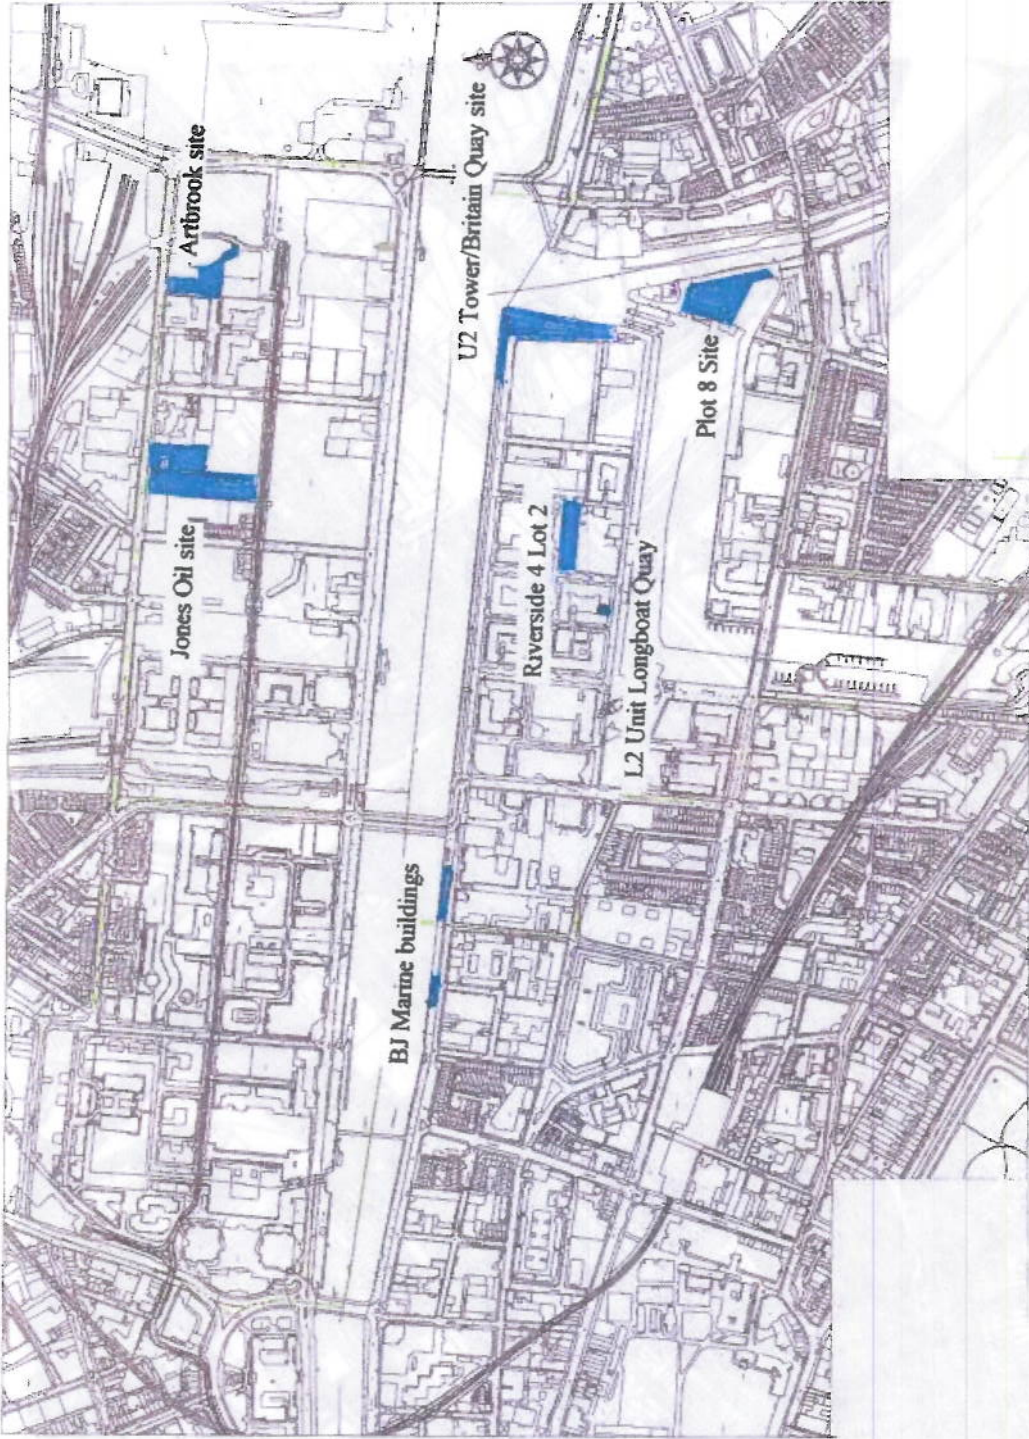 Artbrook site
U2 Tower/Britain Quay site
Jones Oil site
Plot 8 Site
Riverside 4 Lot 2
L2 Unit Longboat Quay
BJ Marine buildings